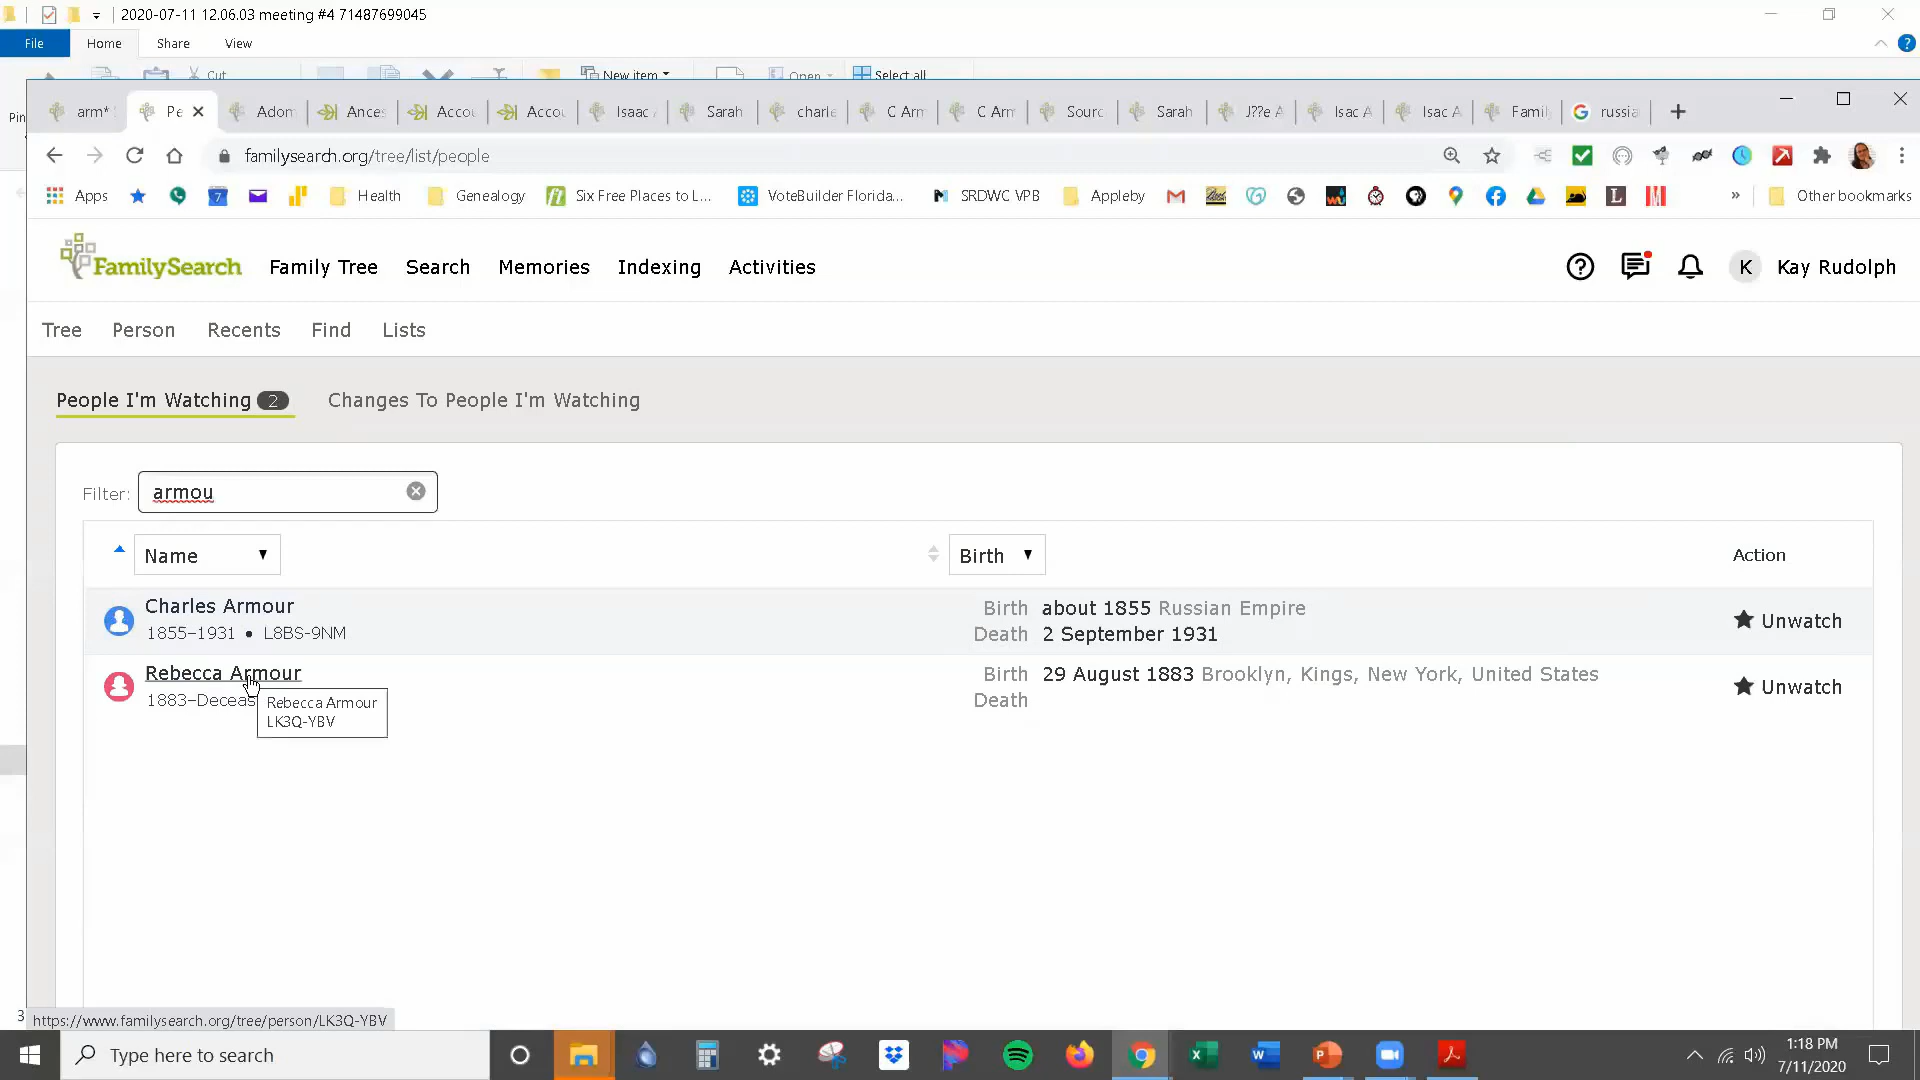 2020-07-11 12.06.03 meeting #4 71487699045
File Home Share View
Cut New item Open Select all
Pin
arm* Pe Adom Ances Accou Accou Isaac Sarah charle C Arm C Arm Sourc Sarah J??e A Isac A Isac A Famil russia
familysearch.org/tree/list/people
Apps 7 Health Genealogy Six Free Places to L... VoteBuilder Florida... SRDWC VPB Appleby Other bookmarks
FamilySearch Family Tree Search Memories Indexing Activities K Kay Rudolph
Tree Person Recents Find Lists
People I'm Watching 2 Changes To People I'm Watching
Filter: armou
Name Birth Action
Charles Armour Birth about 1855 Russian Empire
1855–1931 • L8BS-9NM Death 2 September 1931 Unwatch
Rebecca Armour Birth 29 August 1883 Brooklyn, Kings, New York, United States
1883–Deceas Death Unwatch
Rebecca Armour
LK3Q-YBV
3
https://www.familysearch.org/tree/person/LK3Q-YBV
Type here to search
1:18 PM
7/11/2020